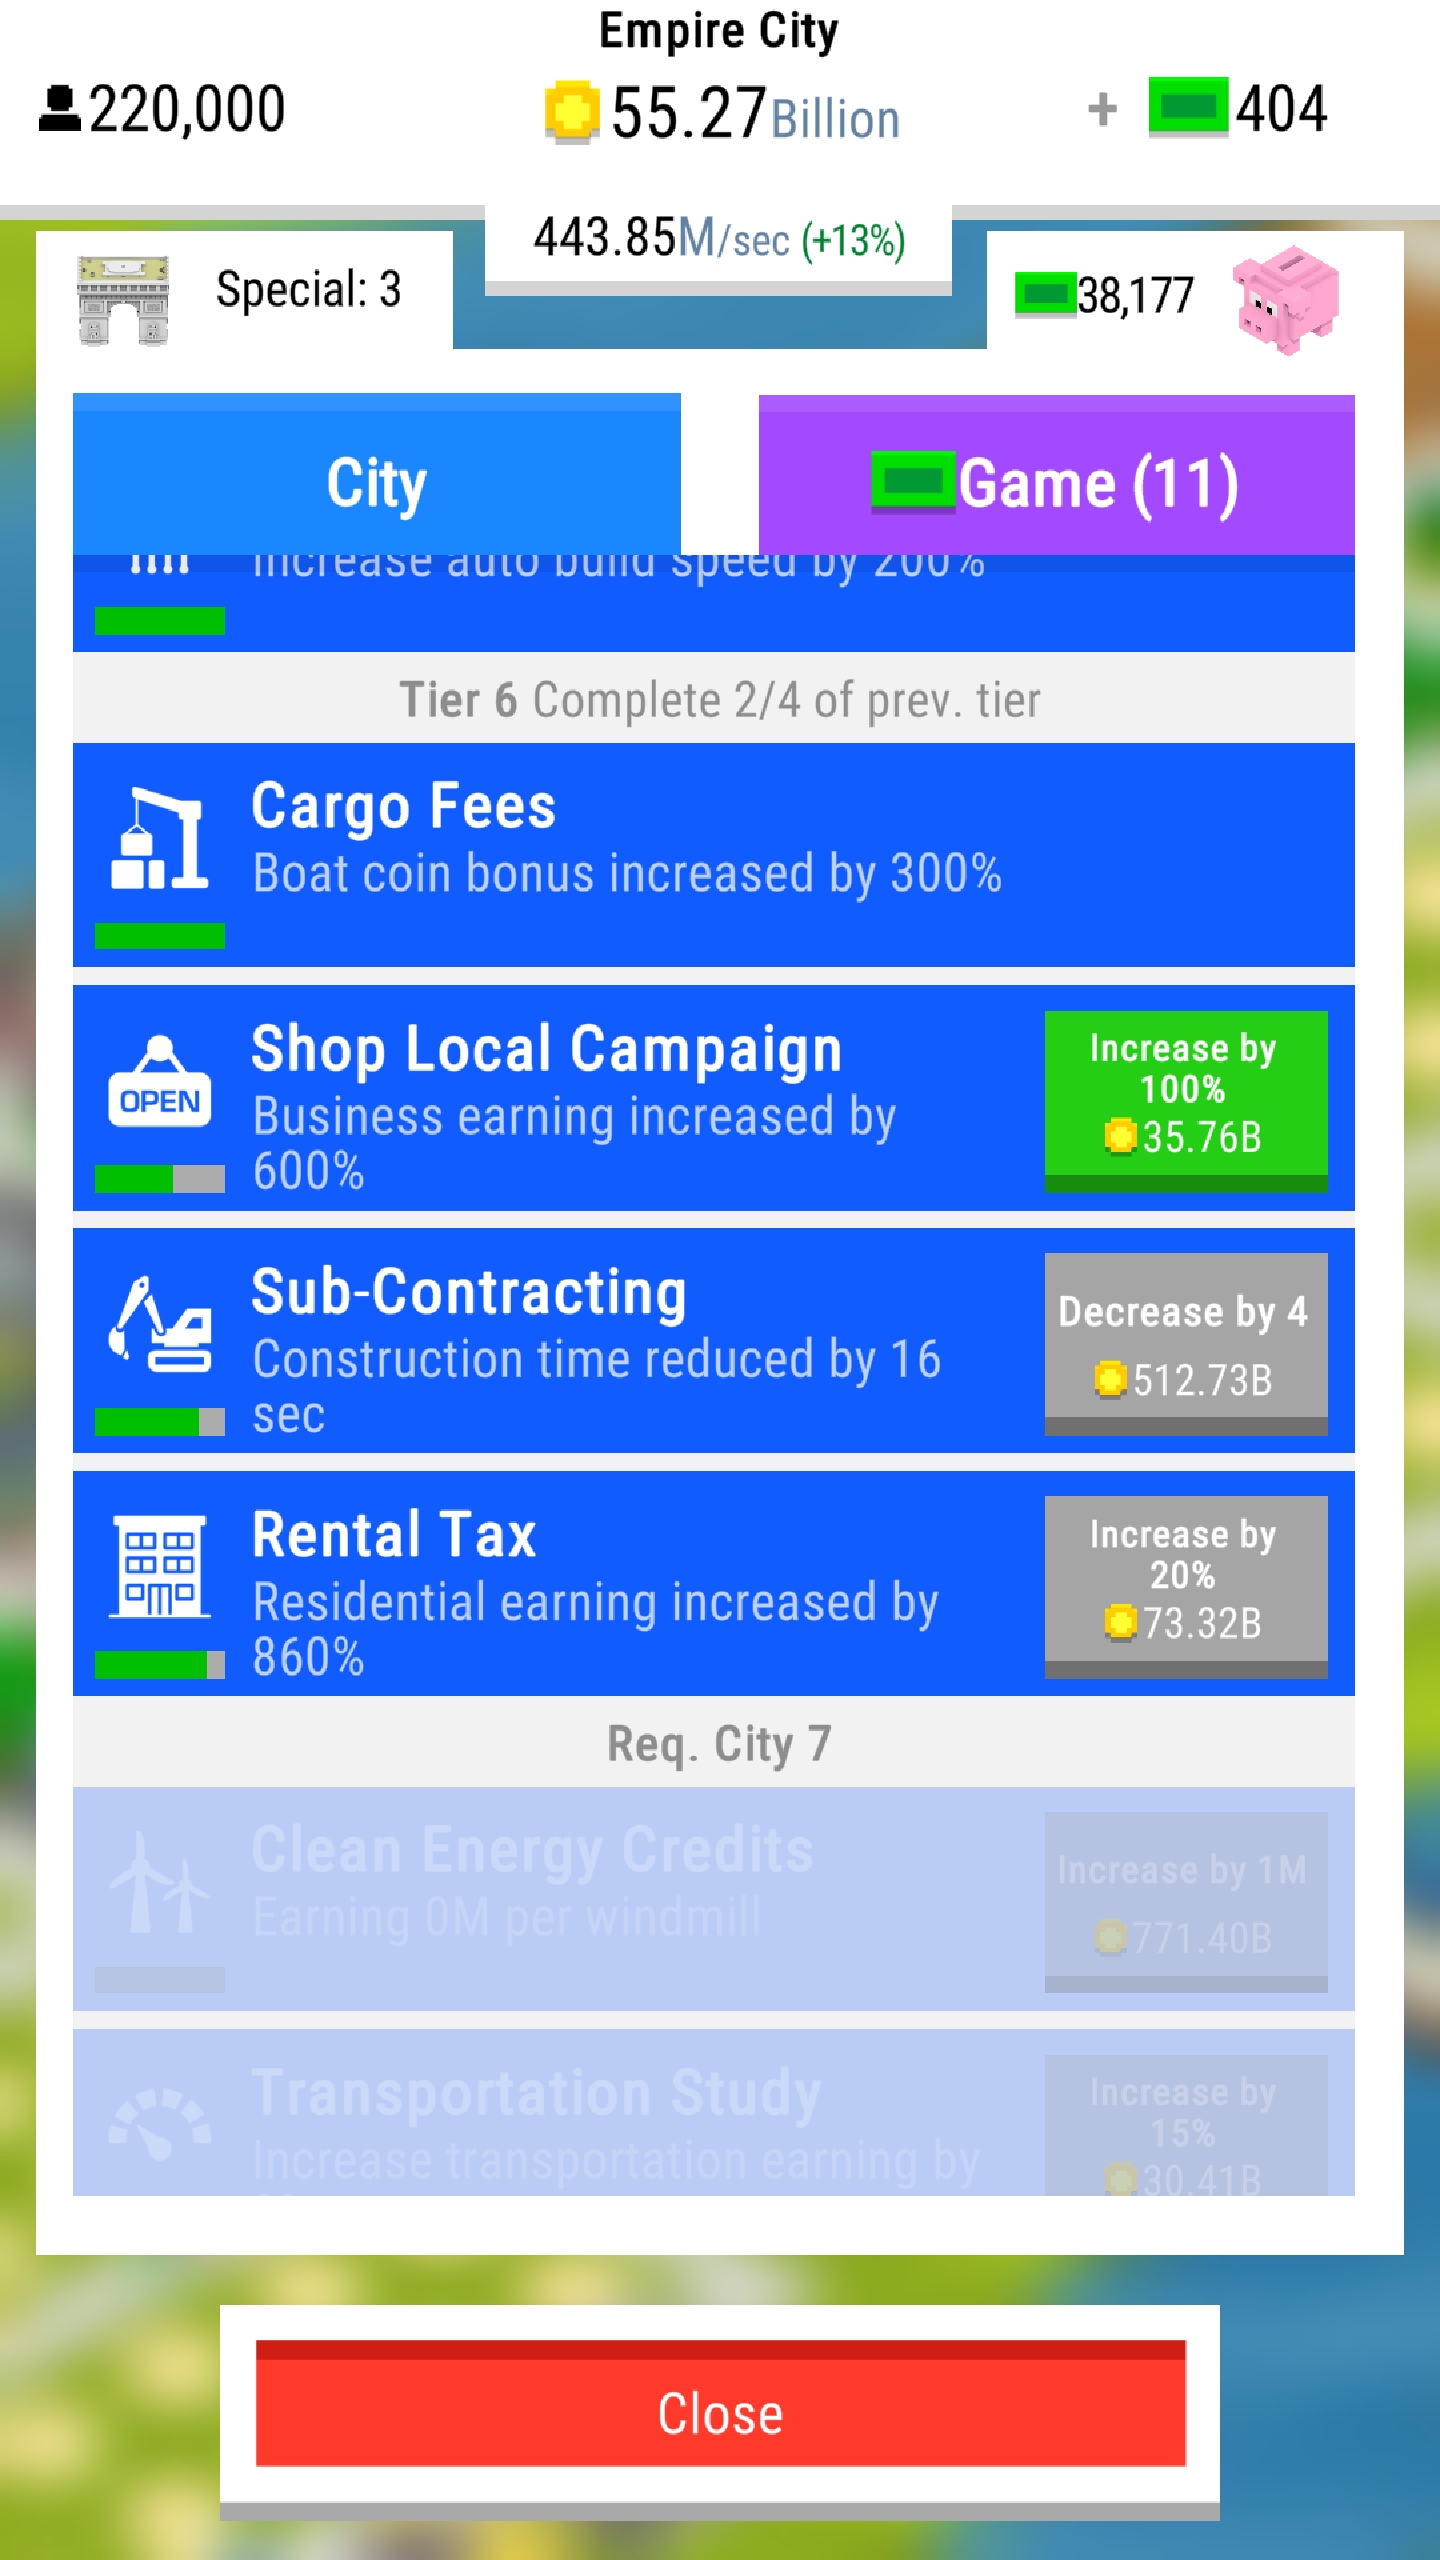 Empire City
220,000
55.27Billion
+ 404
443.85M/sec (+13%)
Special: 3
38,177
City
Game (11)
Increase auto build speed by 200%
Tier 6 Complete 2/4 of prev. tier
Cargo Fees
Boat coin bonus increased by 300%
Shop Local Campaign
OPEN
Business earning increased by
600%
Increase by
100%
35.76B
Sub-Contracting
Construction time reduced by 16
sec
Decrease by 4
512.73B
Rental Tax
Residential earning increased by
860%
Increase by
20%
73.32B
Req. City 7
Clean Energy Credits
Earning 0M per windmill
Increase by 1M
771.40B
Transportation Study
Increase transportation earning by
Increase by
15%
30.41B
Close